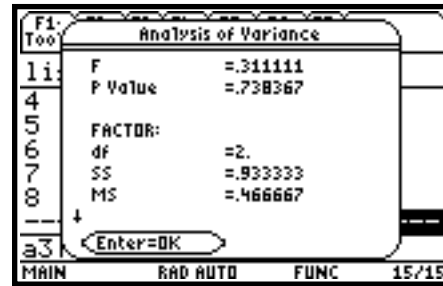 F1
Too
Analysis of Variance
F =.311111
P Value =.738367
FACTOR:
df =2.
SS =.933333
MS =.466667
Enter=OK
4
5
6
7
8
a3
MAIN RAD AUTO FUNC 15/15